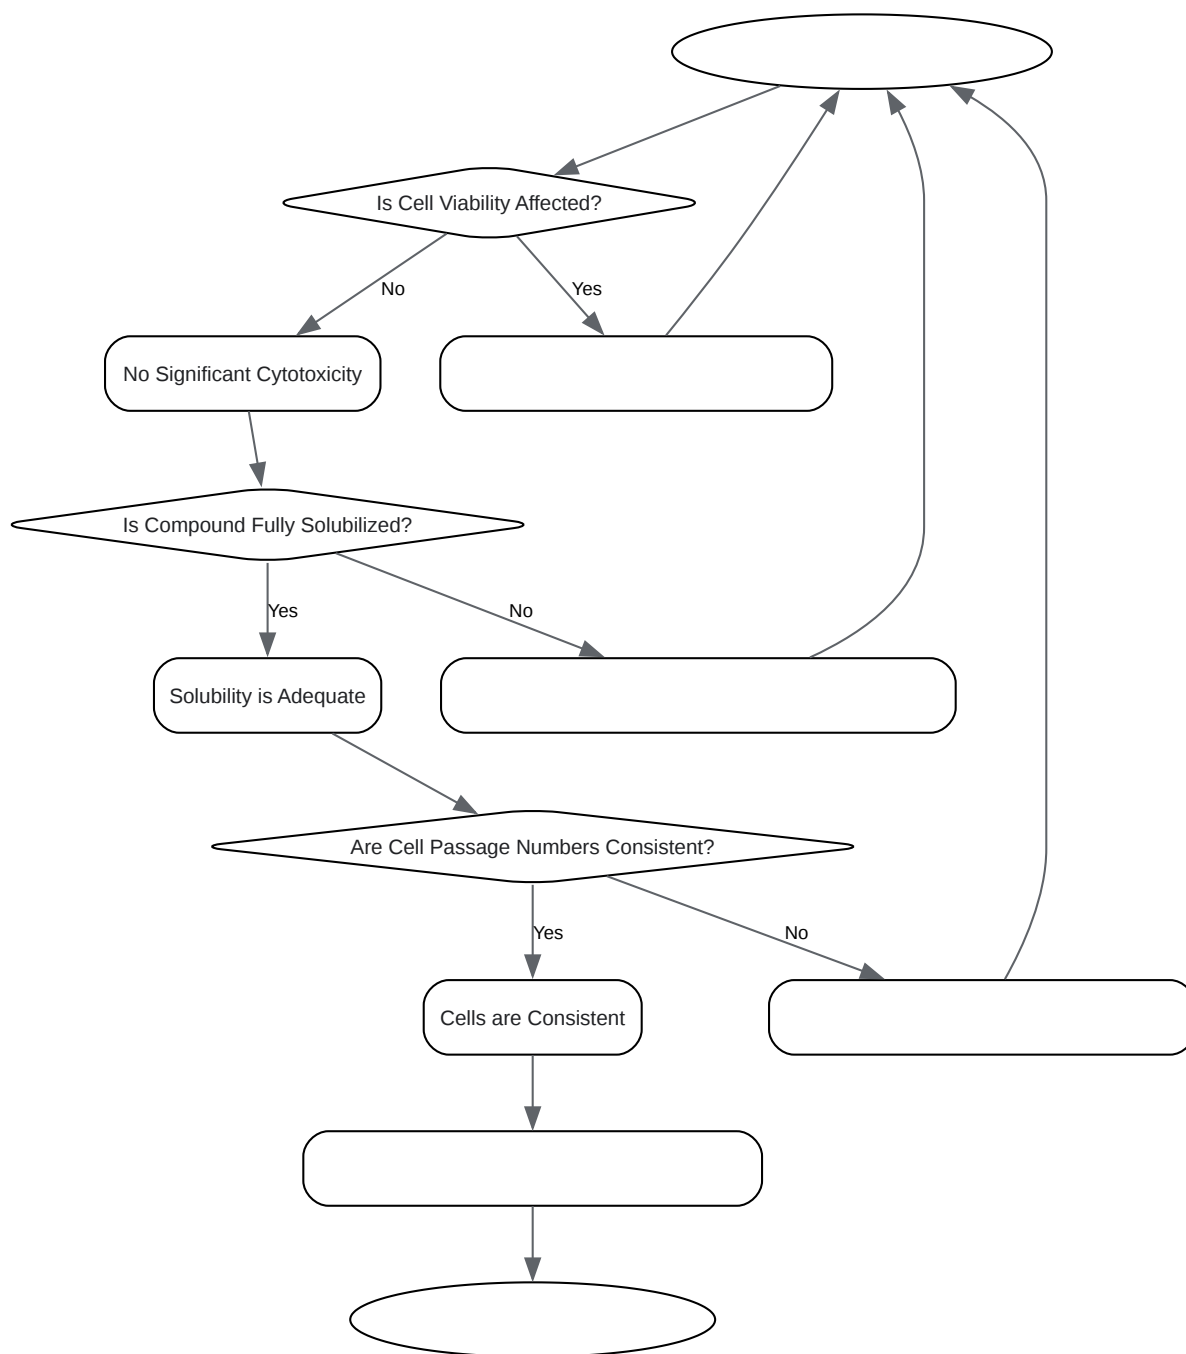 Is Cell Viability Affected?
No
Yes
No Significant Cytotoxicity
Is Compound Fully Solubilized?
Yes
No
Solubility is Adequate
Are Cell Passage Numbers Consistent?
Yes
No
Cells are Consistent